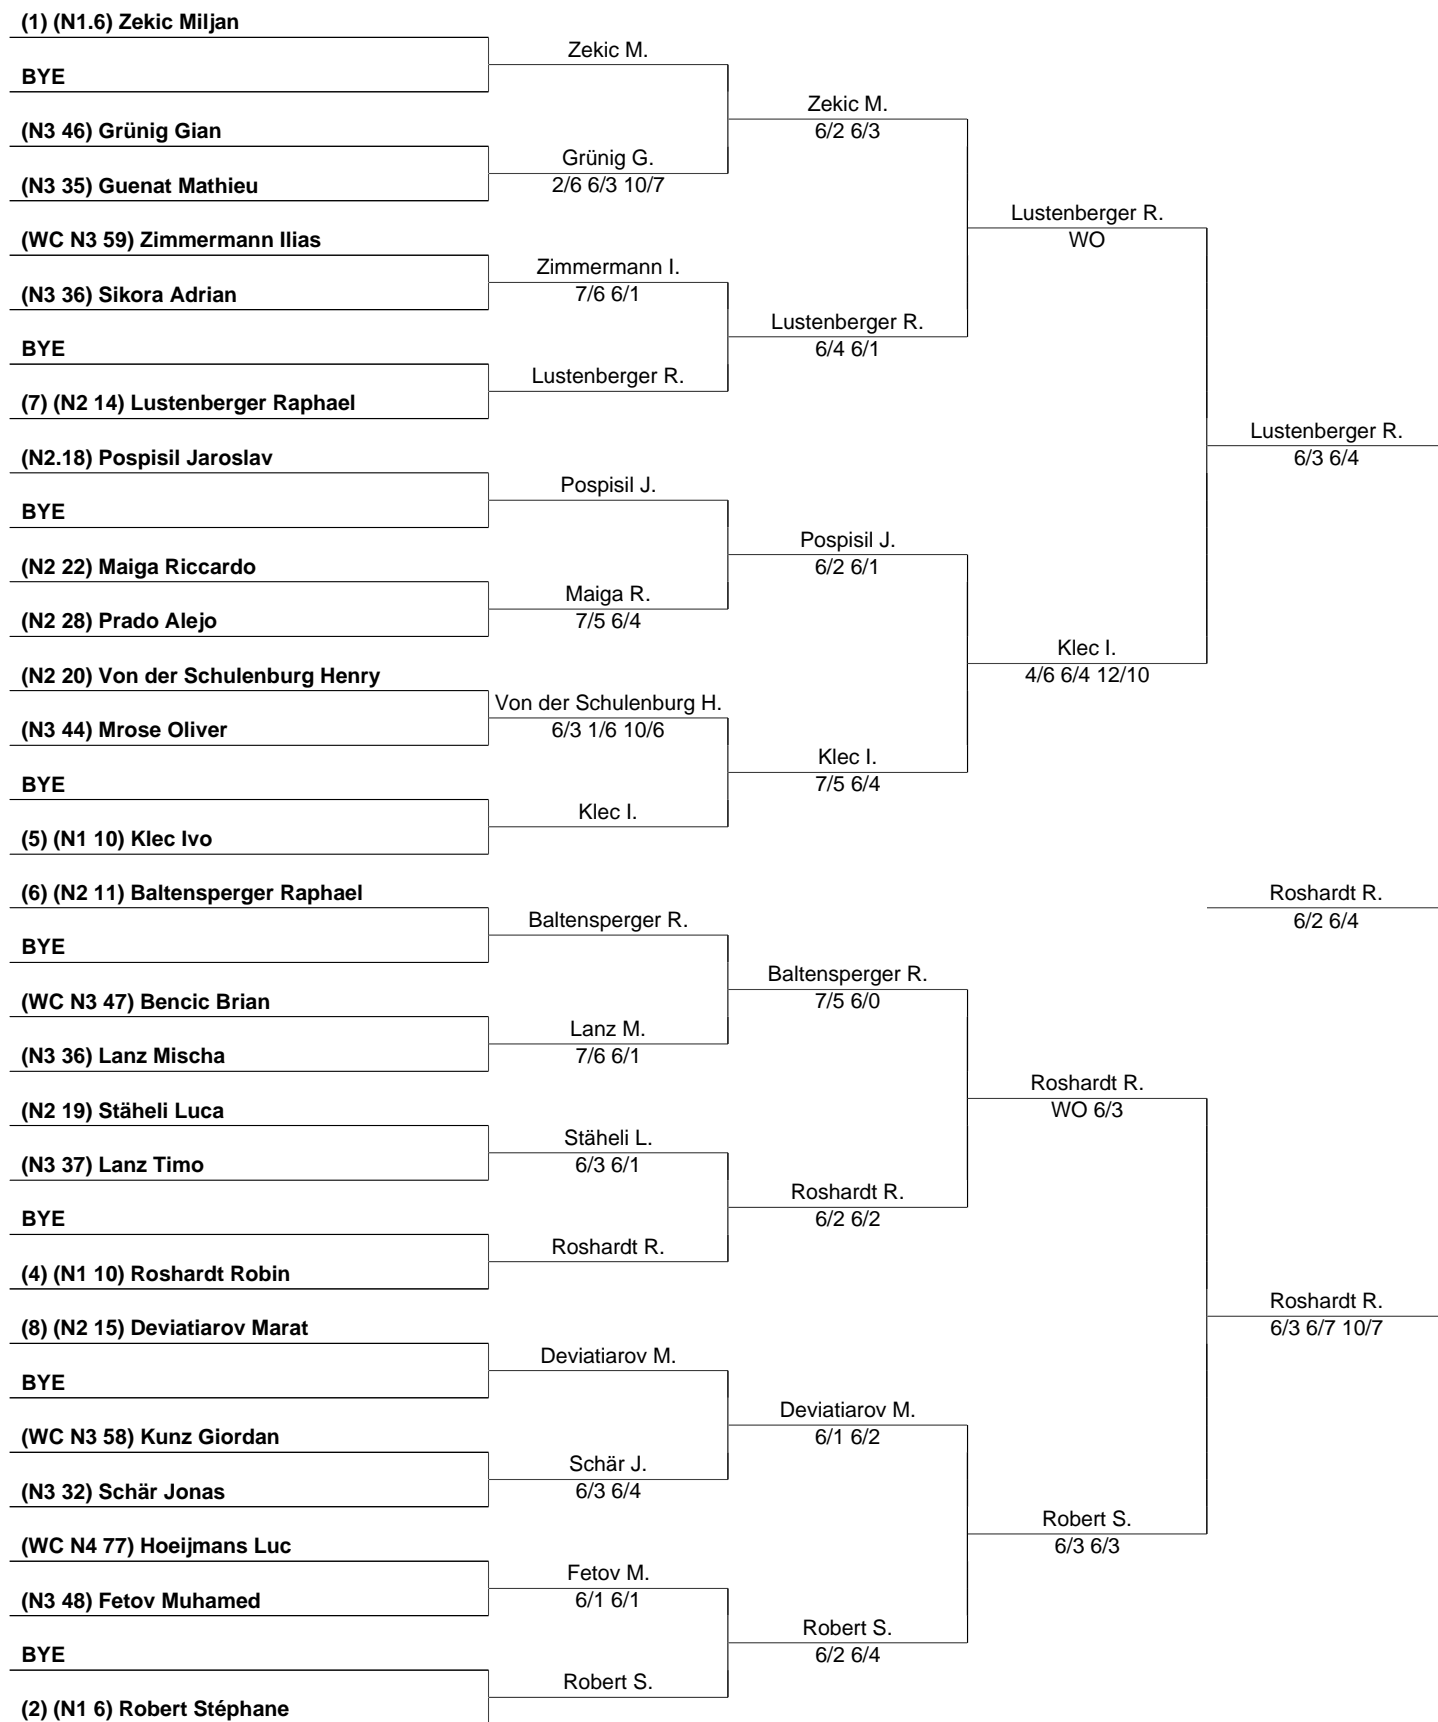 (1) (N1.6) Zekic Miljan
BYE
(N3 46) Grünig Gian
(N3 35) Guenat Mathieu
(WC N3 59) Zimmermann Ilias
(N3 36) Sikora Adrian
BYE
(7) (N2 14) Lustenberger Raphael
(N2.18) Pospisil Jaroslav
BYE
(N2 22) Maiga Riccardo
(N2 28) Prado Alejo
(N2 20) Von der Schulenburg Henry
(N3 44) Mrose Oliver
BYE
(5) (N1 10) Klec Ivo
(6) (N2 11) Baltensperger Raphael
BYE
(WC N3 47) Bencic Brian
(N3 36) Lanz Mischa
(N2 19) Stäheli Luca
(N3 37) Lanz Timo
BYE
(4) (N1 10) Roshardt Robin
(8) (N2 15) Deviatiarov Marat
BYE
(WC N3 58) Kunz Giordan
(N3 32) Schär Jonas
(WC N4 77) Hoeijmans Luc
(N3 48) Fetov Muhamed
BYE
(2) (N1 6) Robert Stéphane
Zekic M.
Grünig G.
2/6 6/3 10/7
Zimmermann I.
7/6 6/1
Lustenberger R.
Pospisil J.
Maiga R.
7/5 6/4
Von der Schulenburg H.
6/3 1/6 10/6
Klec I.
Baltensperger R.
Lanz M.
7/6 6/1
Stäheli L.
6/3 6/1
Roshardt R.
Deviatiarov M.
Schär J.
6/3 6/4
Fetov M.
6/1 6/1
Robert S.
Zekic M.
6/2 6/3
Lustenberger R.
6/4 6/1
Pospisil J.
6/2 6/1
Klec I.
7/5 6/4
Baltensperger R.
7/5 6/0
Roshardt R.
6/2 6/2
Deviatiarov M.
6/1 6/2
Robert S.
6/2 6/4
Lustenberger R.
WO
Klec I.
4/6 6/4 12/10
Roshardt R.
WO 6/3
Robert S.
6/3 6/3
Lustenberger R.
6/3 6/4
Roshardt R.
6/2 6/4
Roshardt R.
6/3 6/7 10/7